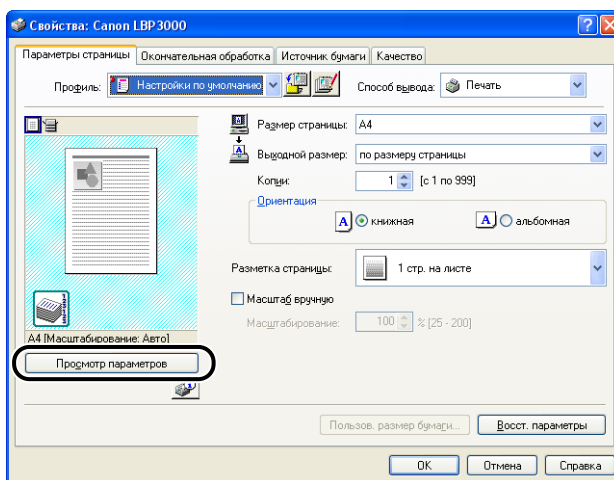 Свойства: Canon LBP3000
Параметры страницы Окончательная обработка Источник бумаги Качество
Профиль: Настройки по умолчанию Способ вывода: Печать
Размер страницы: A4
Выходной размер: по размеру страницы
Копии: 1 [с 1 по 999]
Ориентация
A книжная A альбомная
Разметка страницы: 1 стр. на листе
Масштаб вручную
Масштабирование: 100 % [25 - 200]
A4 [Масштабирование: Авто]
Просмотр параметров
Пользов. размер бумаги... Восст. параметры
OK Отмена Справка